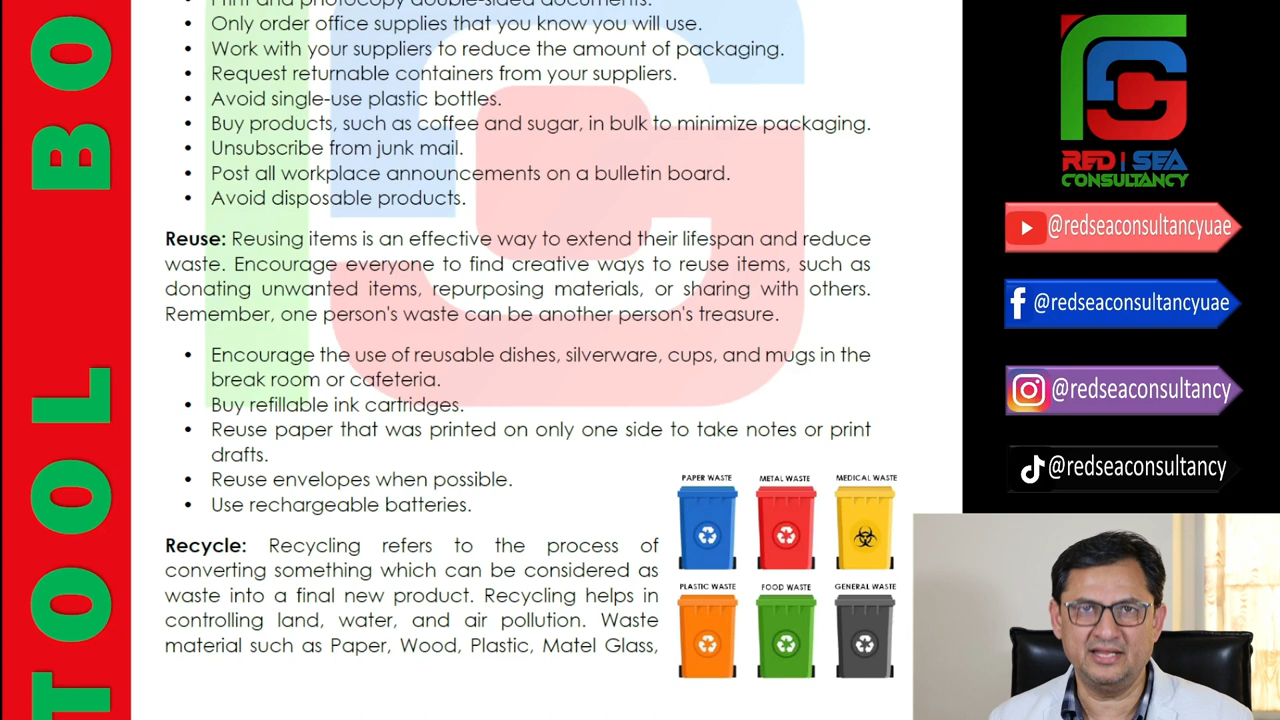 TOOL BO
Print and photocopy double-sided documents.
• Only order office supplies that you know you will use.
• Work with your suppliers to reduce the amount of packaging.
• Request returnable containers from your suppliers.
• Avoid single-use plastic bottles.
• Buy products, such as coffee and sugar, in bulk to minimize packaging.
• Unsubscribe from junk mail.
• Post all workplace announcements on a bulletin board.
• Avoid disposable products.
Reuse: Reusing items is an effective way to extend their lifespan and reduce
waste. Encourage everyone to find creative ways to reuse items, such as
donating unwanted items, repurposing materials, or sharing with others.
Remember, one person's waste can be another person's treasure.
• Encourage the use of reusable dishes, silverware, cups, and mugs in the
break room or cafeteria.
• Buy refillable ink cartridges.
• Reuse paper that was printed on only one side to take notes or print
drafts.
• Reuse envelopes when possible.
• Use rechargeable batteries.
Recycle: Recycling refers to the process of
converting something which can be considered as
waste into a final new product. Recycling helps in
controlling land, water, and air pollution. Waste
material such as Paper, Wood, Plastic, Matel Glass,
PAPER WASTE
METAL WASTE
MEDICAL WASTE
PLASTIC WASTE
FOOD WASTE
GENERAL WASTE
RED | SEA
CONSULTANCY
@redseaconsultancyuae
@redseaconsultancyuae
@redseaconsultancy
@redseaconsultancy